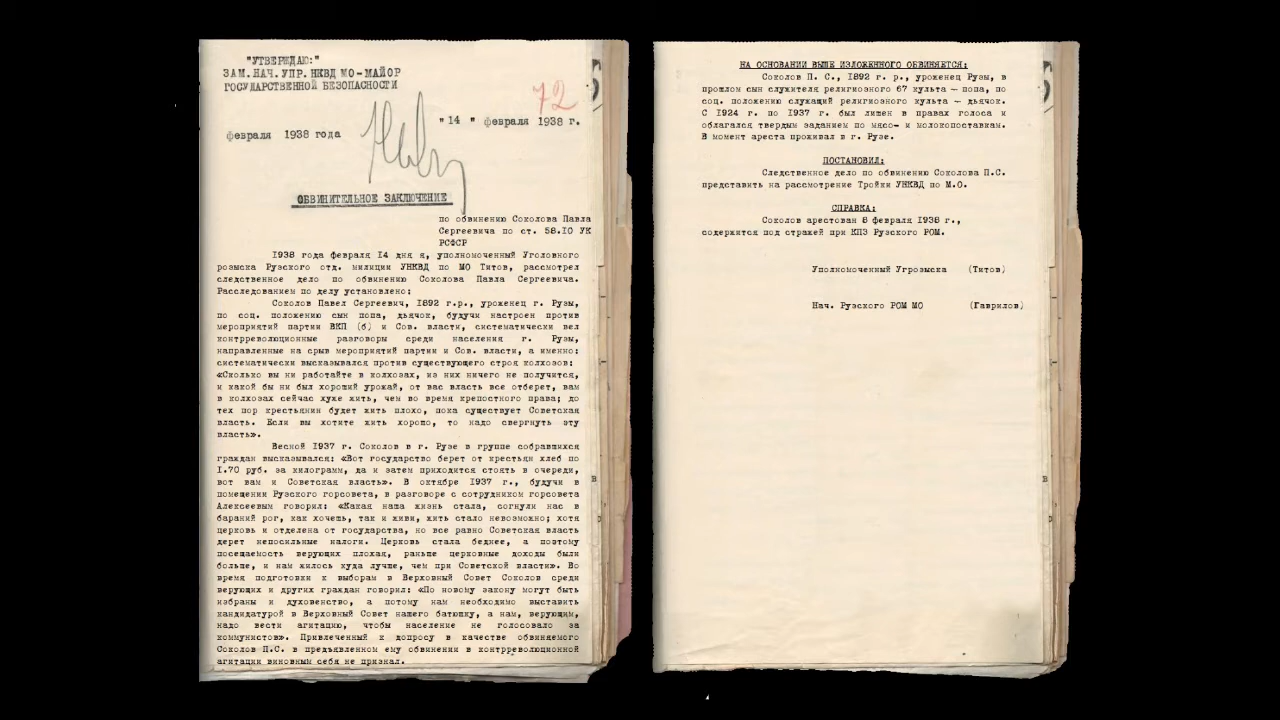 "УТВЕРЖДАЮ:"
ЗАМ.НАЧ.УПР.НКВД МО-МАЙОР
ГОСУДАРСТВЕННОЙ БЕЗОПАСНОСТИ
72
"14 " февраля 1938 г.
февраля 1938 года
ОБВИНИТЕЛЬНОЕ ЗАКЛЮЧЕНИЕ
по обвинению Соколова Павла
Сергеевича по ст. 58.10 УК
РСФСР
1938 года февраля 14 дня я, уполномоченный Уголовного
розыска Рузского отд. милиции УНКВД по МО Титов, рассмотрел
следственное дело по обвинению Соколова Павла Сергеевича.
Расследованием по делу установлено:
Соколов Павел Сергеевич, 1892 г.р., уроженец г. Рузы,
по соц. положению сын попа, дьячок, будучи настроен против
мероприятий партии ВКП (б) и Сов. власти, систематически вел
контрреволюционные разговоры среди населения г. Рузы,
направленные на срыв мероприятий партии и Сов. власти, а именно:
систематически высказывался против существующего строя колхозов:
«Сколько вы ни работайте в колхозах, из них ничего не получится,
и какой бы ни был хороший урожай, от вас власть все отберет, вам
в колхозах сейчас хуже жить, чем во время крепостного права; до
тех пор крестьянин будет жить плохо, пока существует Советская
власть. Если вы хотите жить хорошо, то надо свергнуть эту
власть».
Весной 1937 г. Соколов в г. Рузе в группе собравшихся
граждан высказывался: «Вот государство берет от крестьян хлеб по
1.70 руб. за килограмм, да и затем приходится стоять в очереди,
вот вам и Советская власть». В октябре 1937 г., будучи в
помещении Рузского горсовета, в разговоре с сотрудником горсовета
Алексеевым говорил: «Какая наша жизнь стала, согнули нас в
бараний рог, как хочешь, так и живи, жить стало невозможно; хотя
церковь и отделена от государства, но все равно Советская власть
дерет непосильные налоги. Церковь стала беднее, а поэтому
посещаемость верующих плохая, раньше церковные доходы были
больше, и нам жилось куда лучше, чем при Советской власти». Во
время подготовки к выборам в Верховный Совет Соколов среди
верующих и других граждан говорил: «По новому закону могут быть
избраны и духовенство, а потому нам необходимо выставить
кандидатурой в Верховный Совет нашего батюшку, а нам, верующим,
надо вести агитацию, чтобы население не голосовало за
коммунистов». Привлеченный к допросу в качестве обвиняемого
Соколов П.С. в предъявленном ему обвинении в контрреволюционной
агитации виновным себя не признал.
НА ОСНОВАНИИ ВЫШЕ ИЗЛОЖЕННОГО ОБВИНЯЕТСЯ:
Соколов П. С., 1892 г. р., уроженец Рузы, в
прошлом сын служителя религиозного 67 культа – попа, по
соц. положению служащий религиозного культа – дьячок.
С 1924 г. по 1937 г. был лишен в правах голоса и
облагался твердым заданием по мясо- и молокопоставкам.
В момент ареста проживал в г. Рузе.
ПОСТАНОВИЛ:
Следственное дело по обвинению Соколова П.С.
представить на рассмотрение Тройки УНКВД по М.О.
СПРАВКА:
Соколов арестован 8 февраля 1938 г.,
содержится под стражей при КПЗ Рузского РОМ.
Уполномоченный Угрозыска (Титов)
Нач. Рузского РОМ МО (Гаврилов)